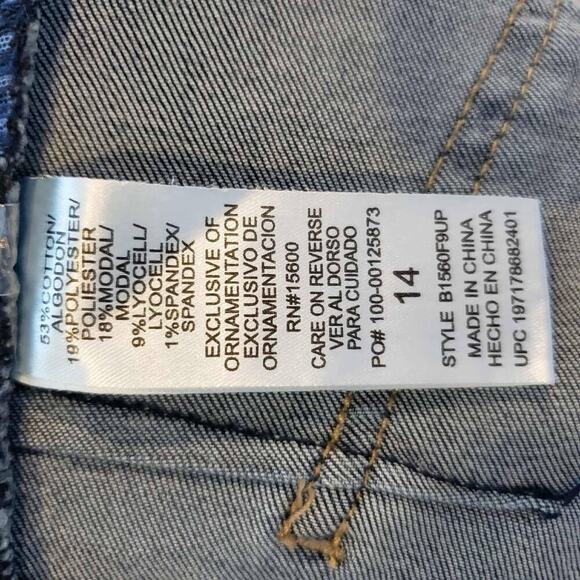 53%COTTON/
ALGODON
19%POLYESTER/
POLIESTER
18%MODAL/
MODAL
9%LYOCELL/
LYOCELL
1%SPANDEX/
SPANDEX
EXCLUSIVE OF
ORNAMENTATION
EXCLUSIVO DE
ORNAMENTACION
RN#15600
CARE ON REVERSE
VER AL DORSO
PARA CUIDADO
PO# 100-00125873
14
STYLE B1560F9UP
MADE IN CHINA
HECHO EN CHINA
UPC 197178682401